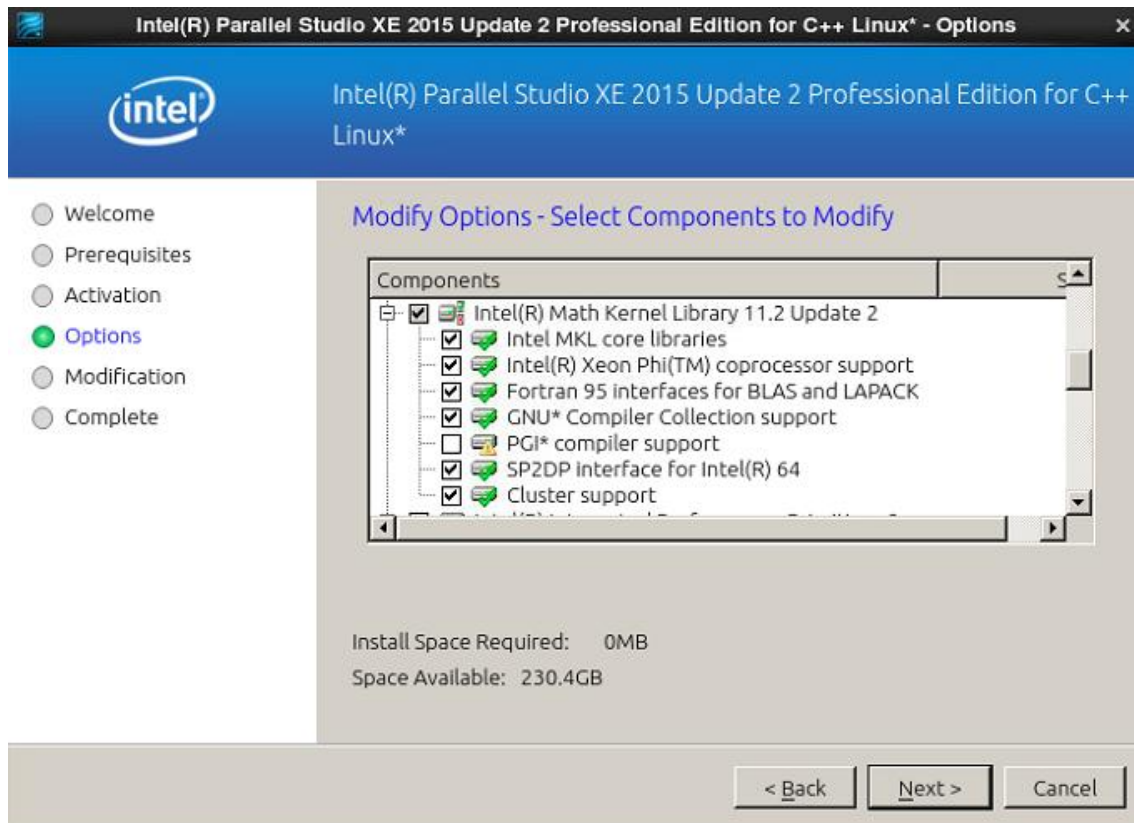 Intel(R) Parallel Studio XE 2015 Update 2 Professional Edition for C++ Linux* - Options
intel
Intel(R) Parallel Studio XE 2015 Update 2 Professional Edition for C++
Linux*
Welcome
Prerequisites
Activation
Options
Modification
Complete
Modify Options - Select Components to Modify
Components
Intel(R) Math Kernel Library 11.2 Update 2
Intel MKL core libraries
Intel(R) Xeon Phi(TM) coprocessor support
Fortran 95 interfaces for BLAS and LAPACK
GNU* Compiler Collection support
PGI* compiler support
SP2DP interface for Intel(R) 64
Cluster support
Install Space Required: 0MB
Space Available: 230.4GB
< Back
Next >
Cancel